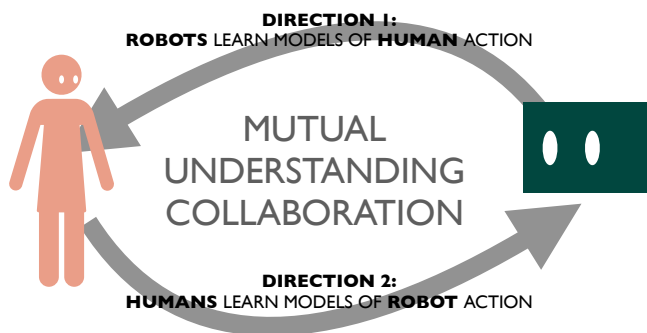 DIRECTION 1:
ROBOTS LEARN MODELS OF HUMAN ACTION
MUTUAL
UNDERSTANDING
COLLABORATION
DIRECTION 2:
HUMANS LEARN MODELS OF ROBOT ACTION